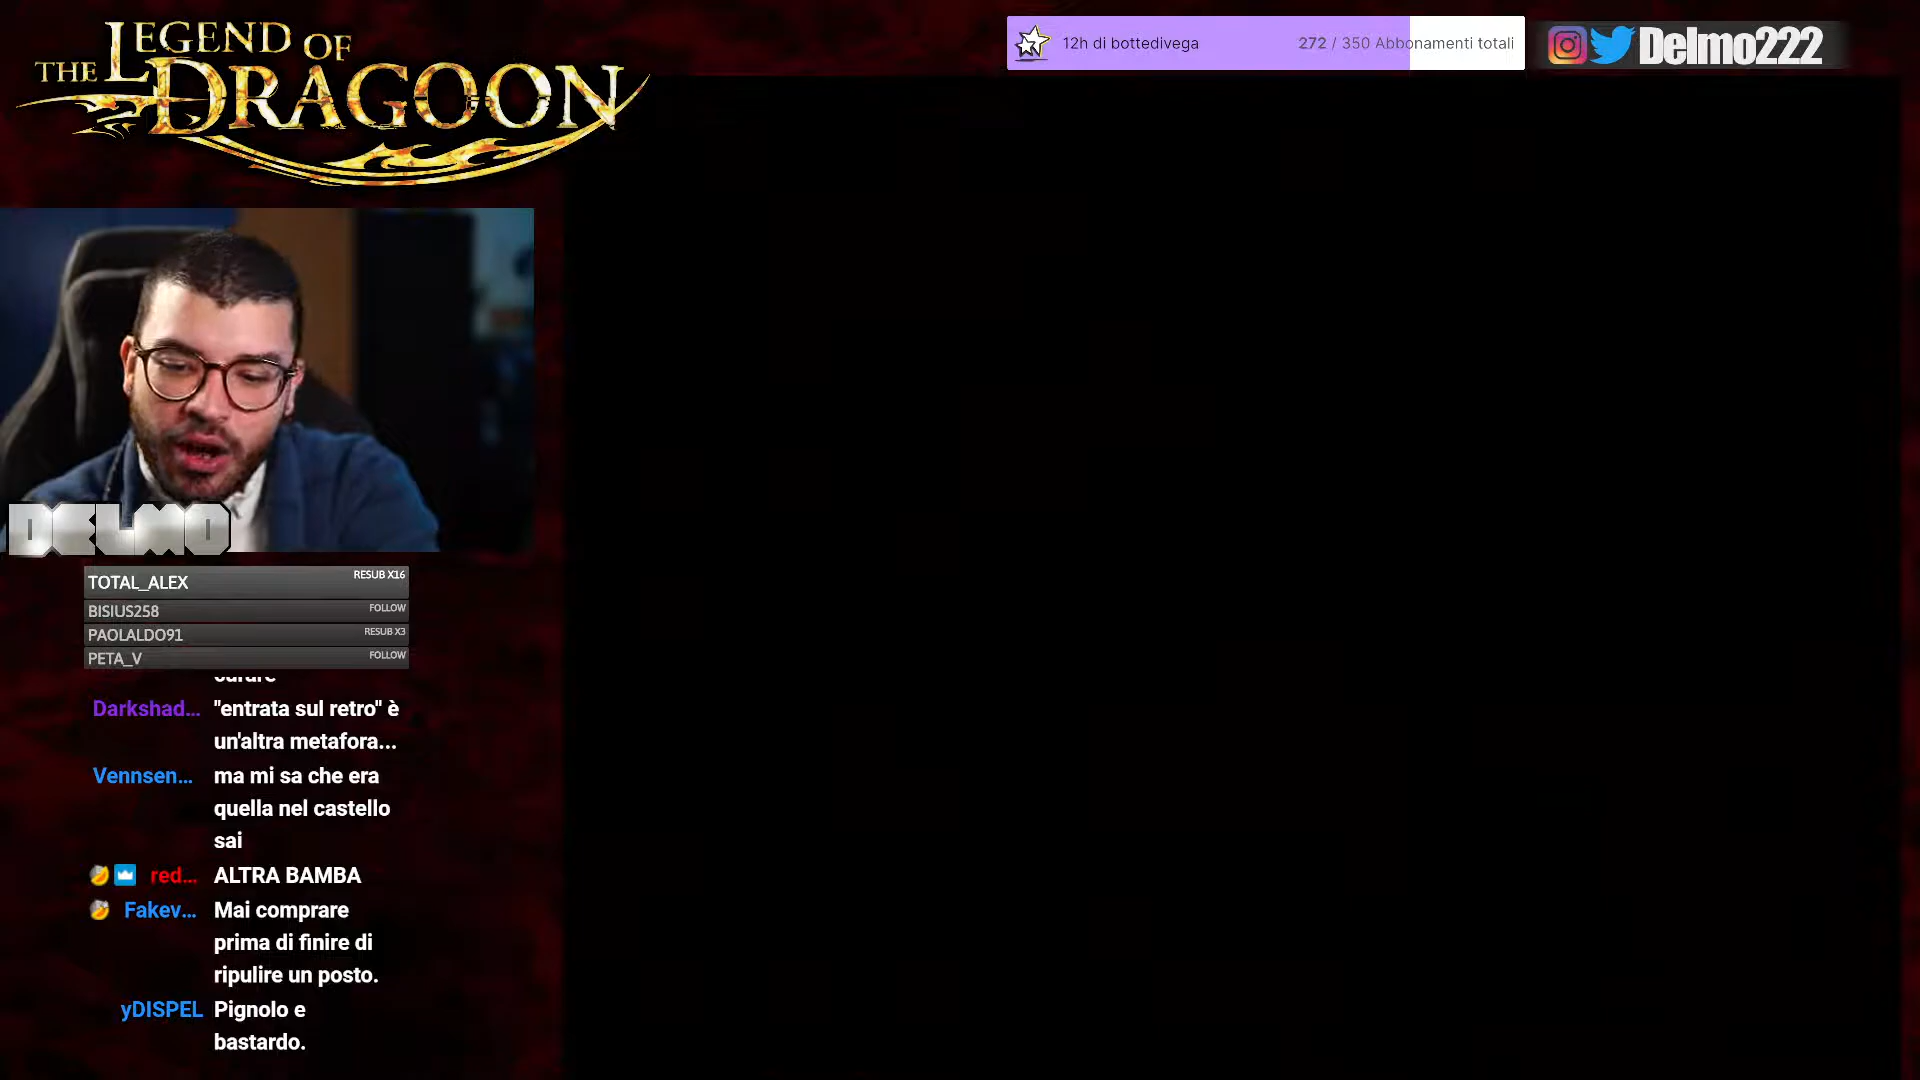 THE LEGEND OF
DRAGOON
12h di bottedivega
272 / 350 Abbonamenti totali
Delmo222
DELMO
TOTAL_ALEX RESUB X16
BISIUS258 FOLLOW
PAOLALDO91 RESUB X3
PETA_V FOLLOW
Darkshad... "entrata sul retro" è
un'altra metafora...
Vennsen... ma mi sa che era
quella nel castello
sai
red... ALTRA BAMBA
Fakev... Mai comprare
prima di finire di
ripulire un posto.
yDISPEL Pignolo e
bastardo.